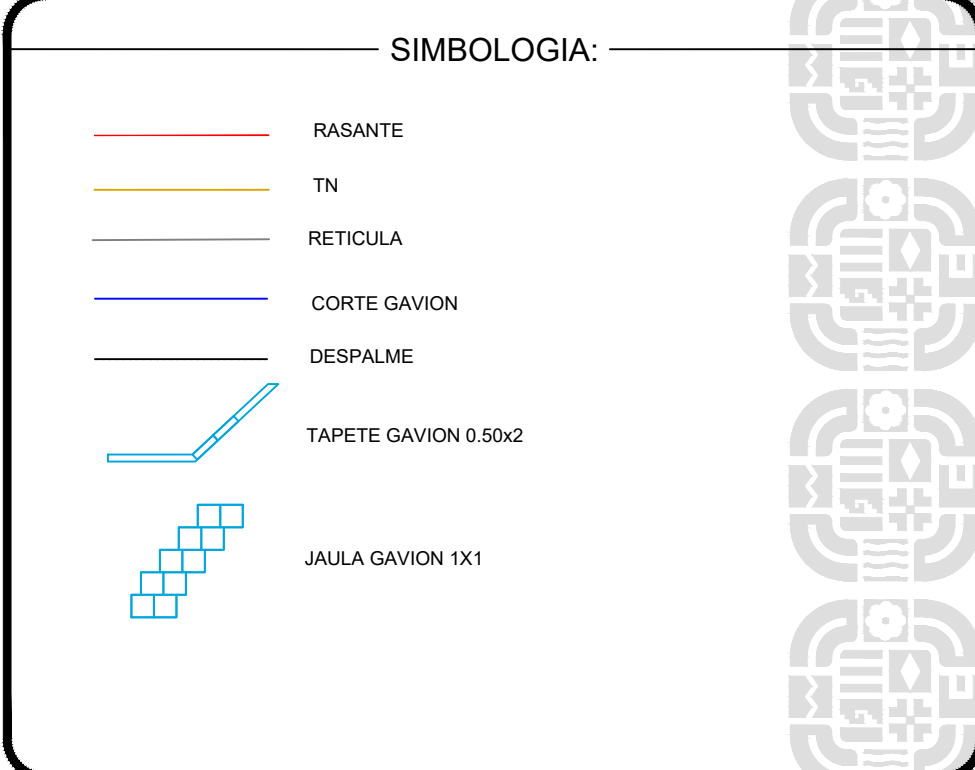 SIMBOLOGIA:
RASANTE
TN
RETICULA
CORTE GAVION
DESPALME
TAPETE GAVION 0.50x2
JAULA GAVION 1X1